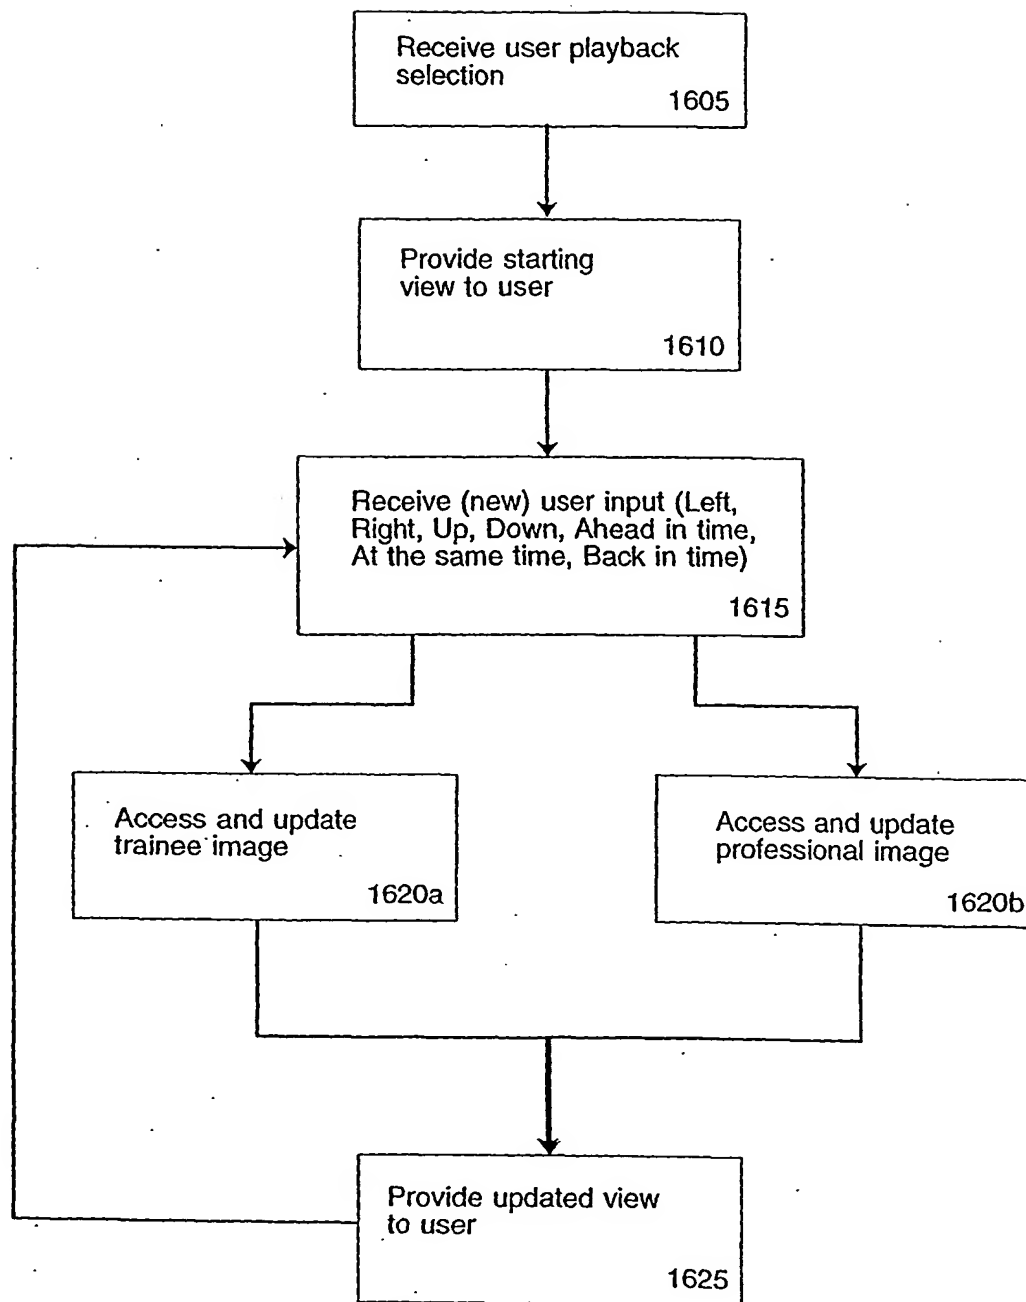 Receive user playback
selection
1605
Provide starting
view to user
1610
Receive (new) user input (Left,
Right, Up, Down, Ahead in time,
At the same time, Back in time)
1615
Access and update
trainee image
1620a
Access and update
professional image
1620b
Provide updated view
to user
1625